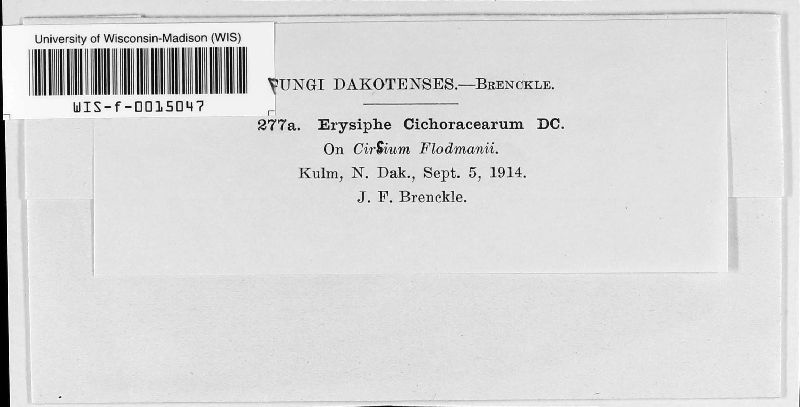 University of Wisconsin-Madison (WIS)
WIS-f-0015047
FUNGI DAKOTENSES.—BRENCKLE.
277a. Erysiphe Cichoracearum DC.
On Cirsium Flodmanii.
Kulm, N. Dak., Sept. 5, 1914.
J. F. Brenckle.